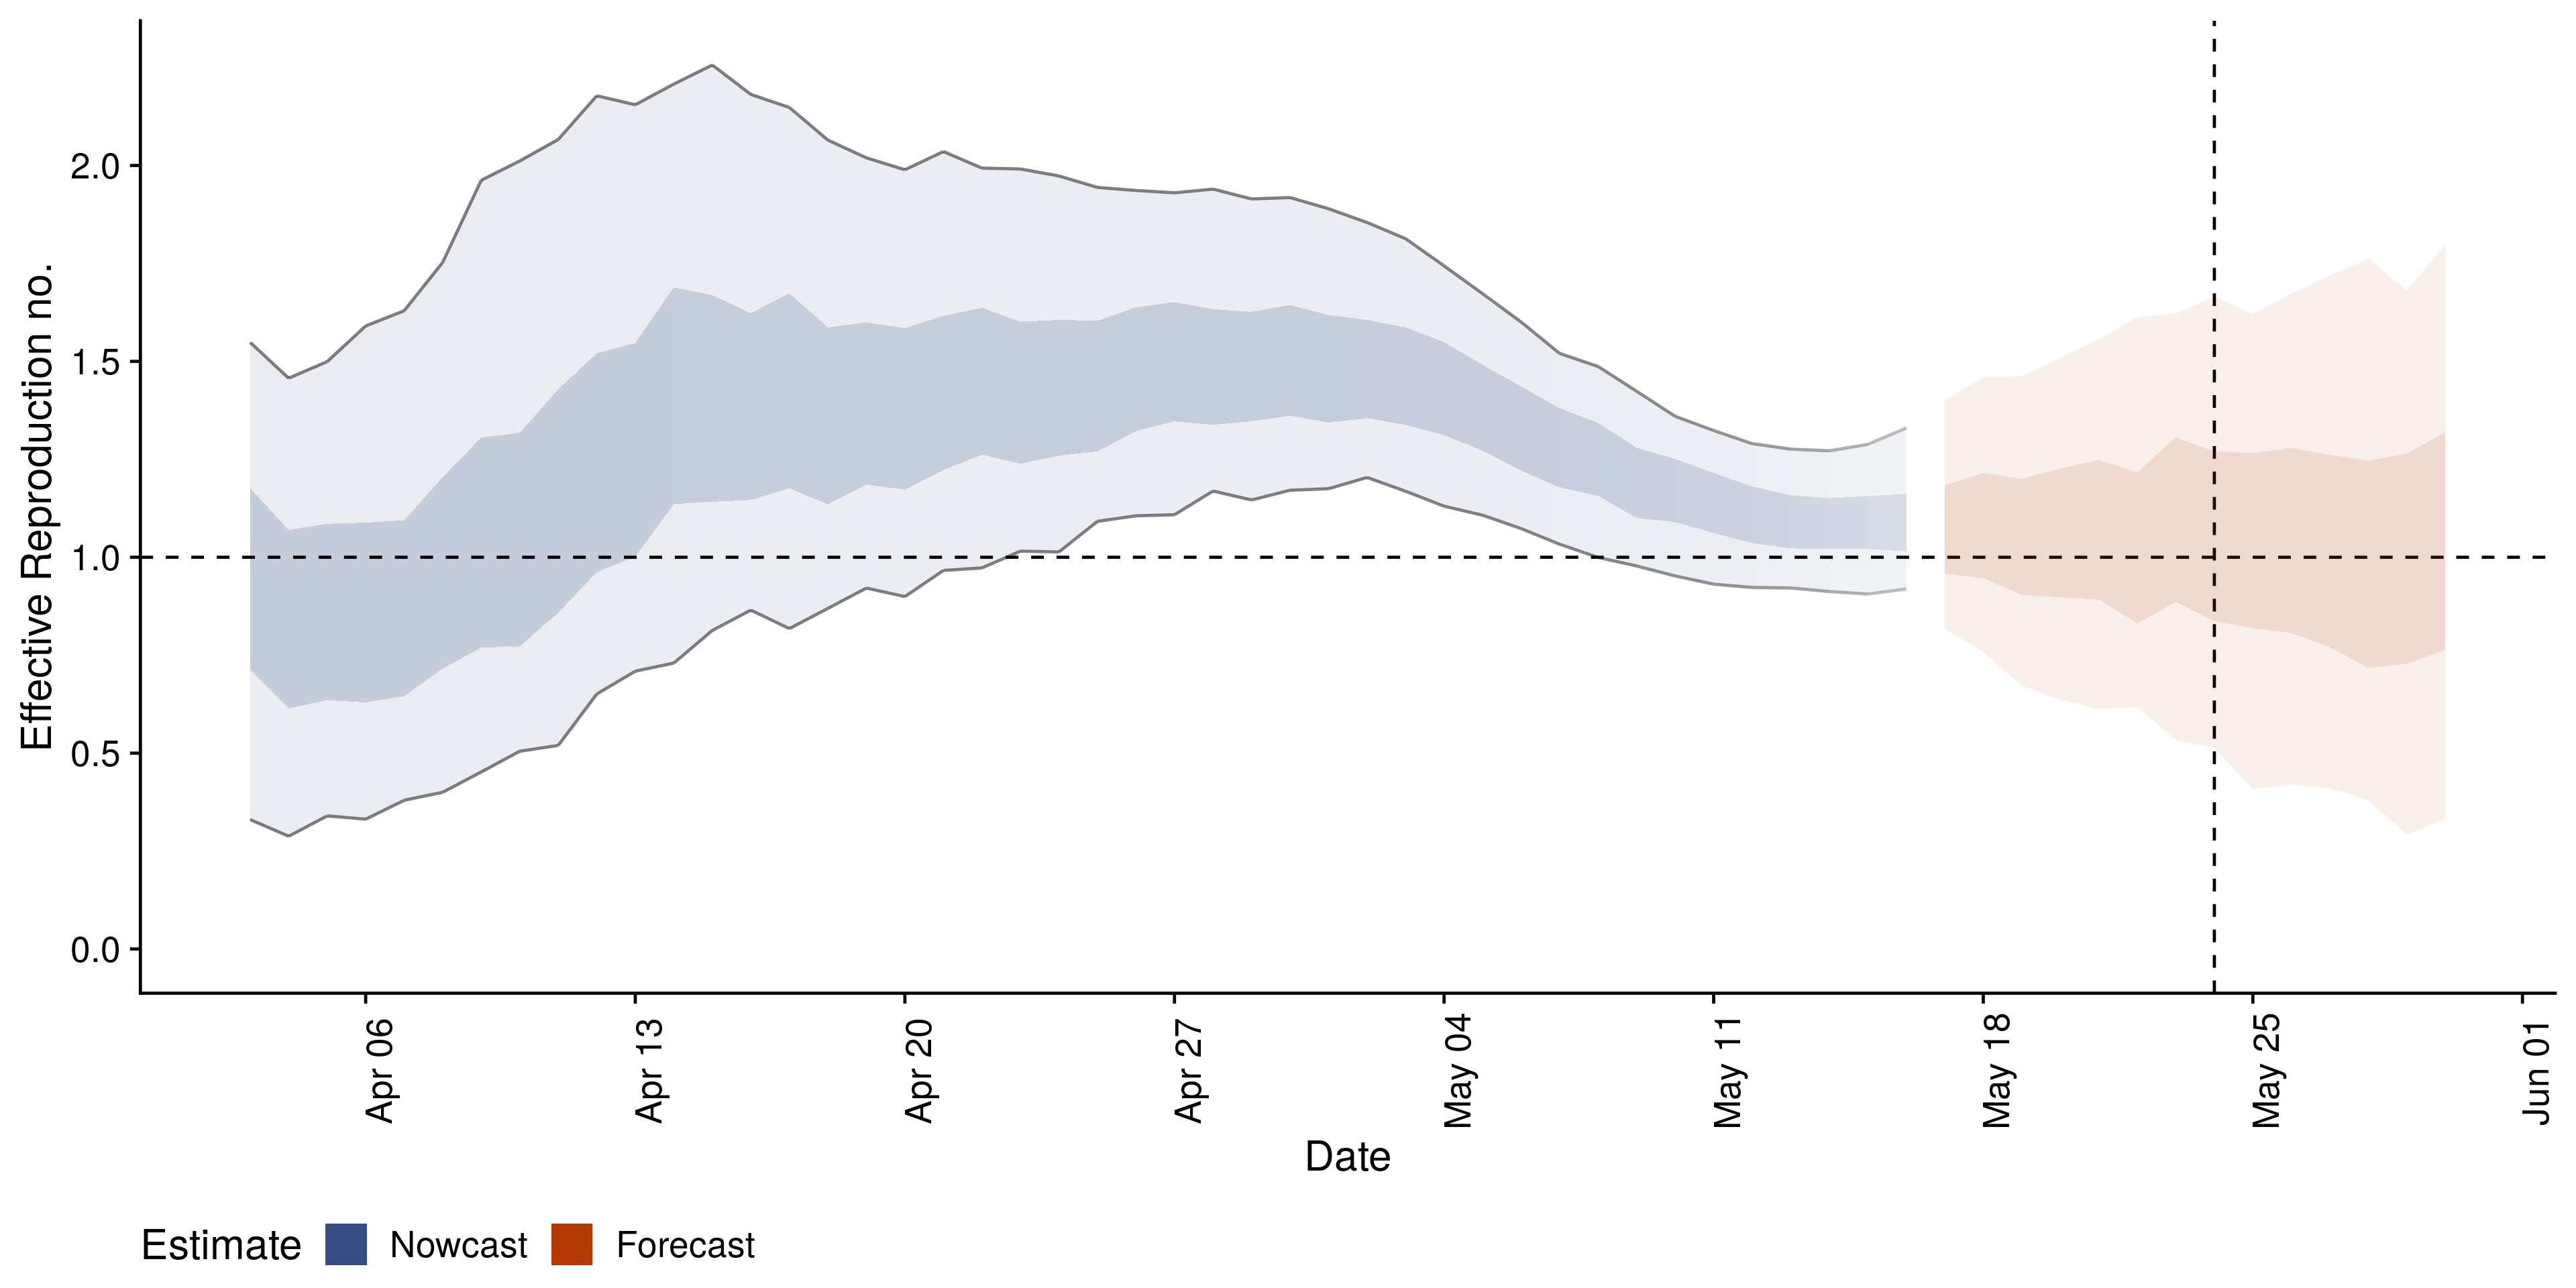 Effective Reproduction no.
2.0
1.5
1.0
0.5
0.0
Apr 06
Apr 13
Apr 20
Apr 27
May 04
May 11
May 18
May 25
Jun 01
Date
Estimate Nowcast Forecast